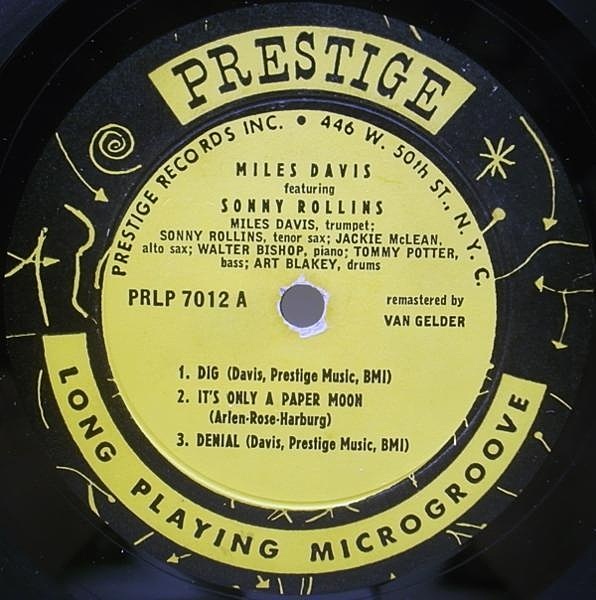 PRESTIGE
PRESTIGE RECORDS INC. • 446 W. 50th ST., N.Y.C.
MILES DAVIS
featuring
SONNY ROLLINS
MILES DAVIS, trumpet;
SONNY ROLLINS, tenor sax; JACKIE McLEAN,
alto sax; WALTER BISHOP, piano; TOMMY POTTER,
bass; ART BLAKEY, drums
PRLP 7012 A
remastered by
VAN GELDER
1. DIG (Davis, Prestige Music, BMI)
2. IT'S ONLY A PAPER MOON
(Arlen-Rose-Harburg)
3. DENIAL (Davis, Prestige Music, BMI)
LONG PLAYING MICROGROOVE